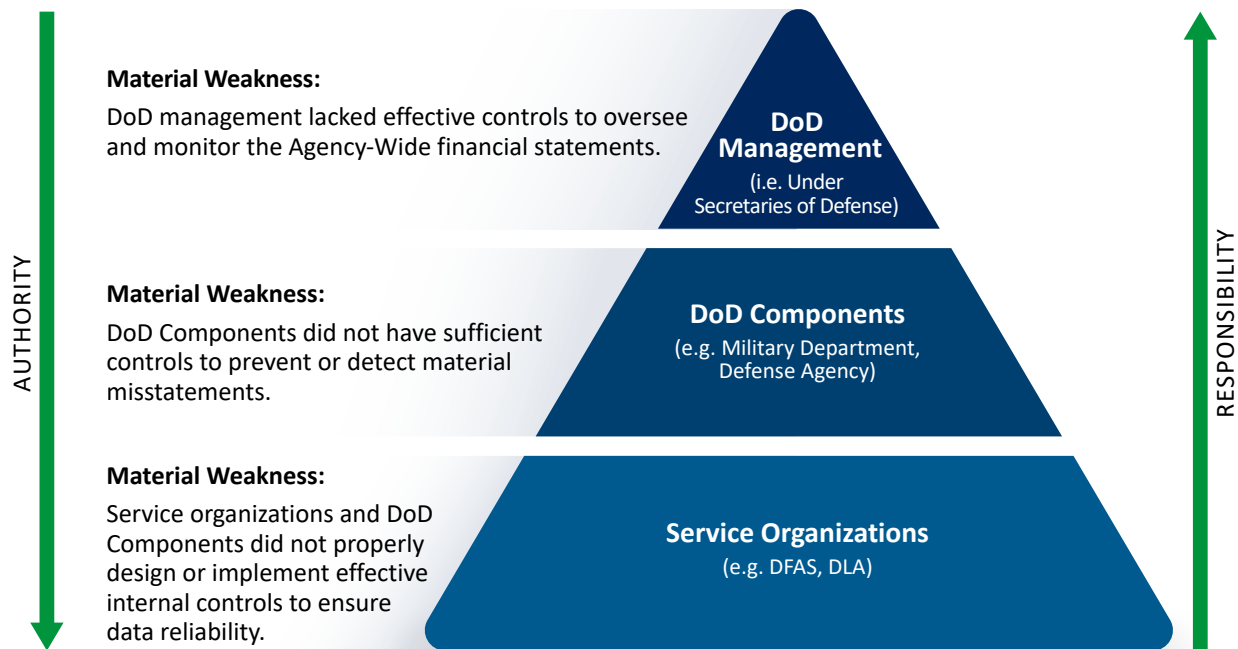 AUTHORITY
Material Weakness:
DoD management lacked effective controls to oversee
and monitor the Agency-Wide financial statements.
DoD
Management
(i.e. Under
Secretaries of Defense)
Material Weakness:
DoD Components did not have sufficient
controls to prevent or detect material
misstatements.
DoD Components
(e.g. Military Department,
Defense Agency)
Material Weakness:
Service organizations and DoD
Components did not properly
design or implement effective
internal controls to ensure
data reliability.
Service Organizations
(e.g. DFAS, DLA)
RESPONSIBILITY